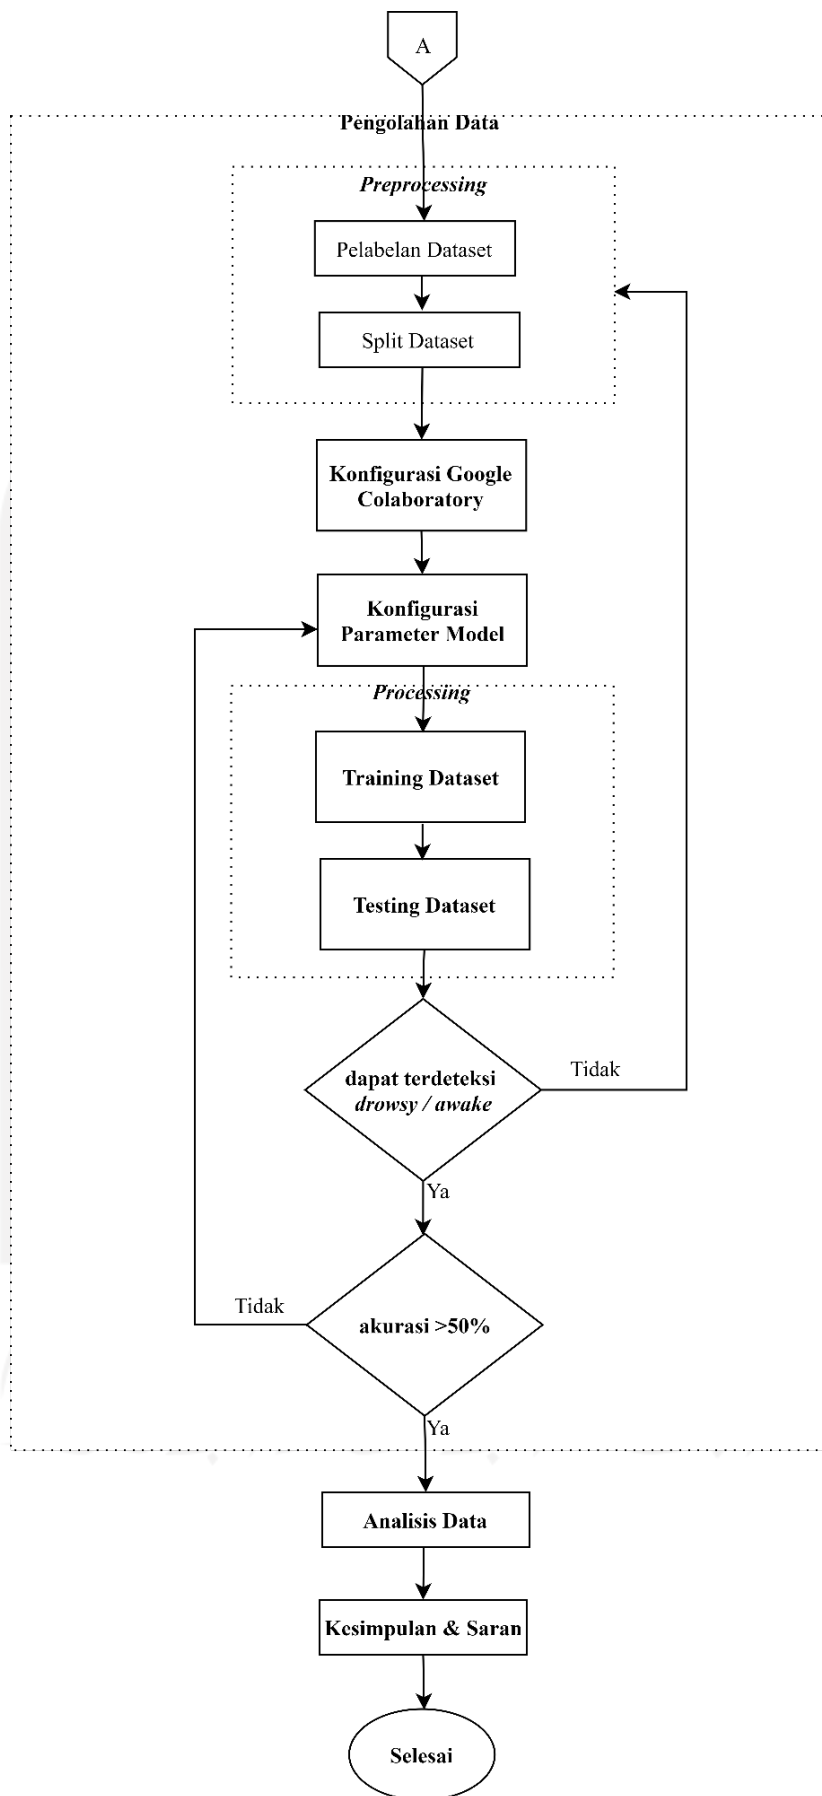 A
Pengolahan Data
Preprocessing
Pelabelan Dataset
Split Dataset
Konfigurasi Google
Colaboratory
Konfigurasi
Parameter Model
Processing
Training Dataset
Testing Dataset
dapat terdeteksi
drowsy / awake
Tidak
Ya
akurasi >50%
Tidak
Ya
Analisis Data
Kesimpulan & Saran
Selesai